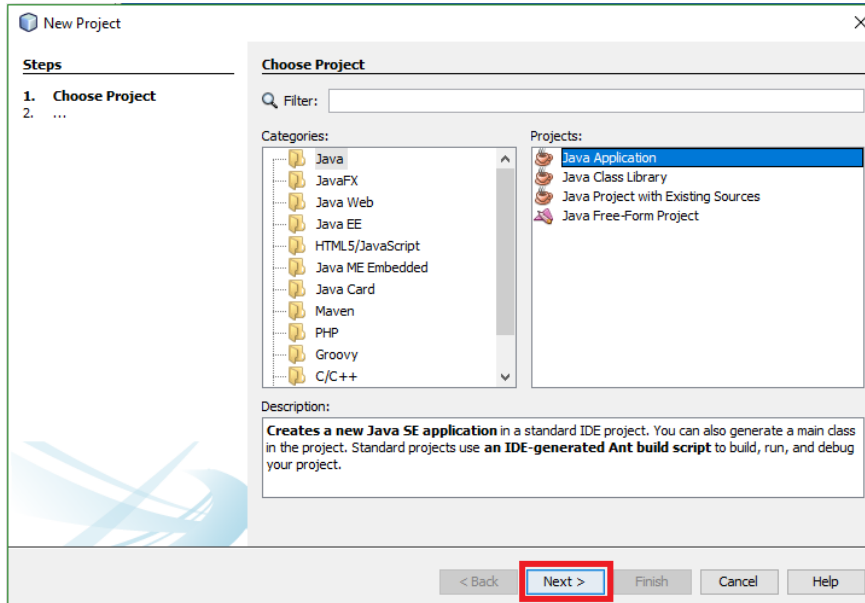 New Project
Steps
1. Choose Project
2. ...
Choose Project
Filter:
Categories:
Java
JavaFX
Java Web
Java EE
HTML5/JavaScript
Java ME Embedded
Java Card
Maven
PHP
Groovy
C/C++
Projects:
Java Application
Java Class Library
Java Project with Existing Sources
Java Free-Form Project
Description:
Creates a new Java SE application in a standard IDE project. You can also generate a main class
in the project. Standard projects use an IDE-generated Ant build script to build, run, and debug
your project.
< Back Next > Finish Cancel Help